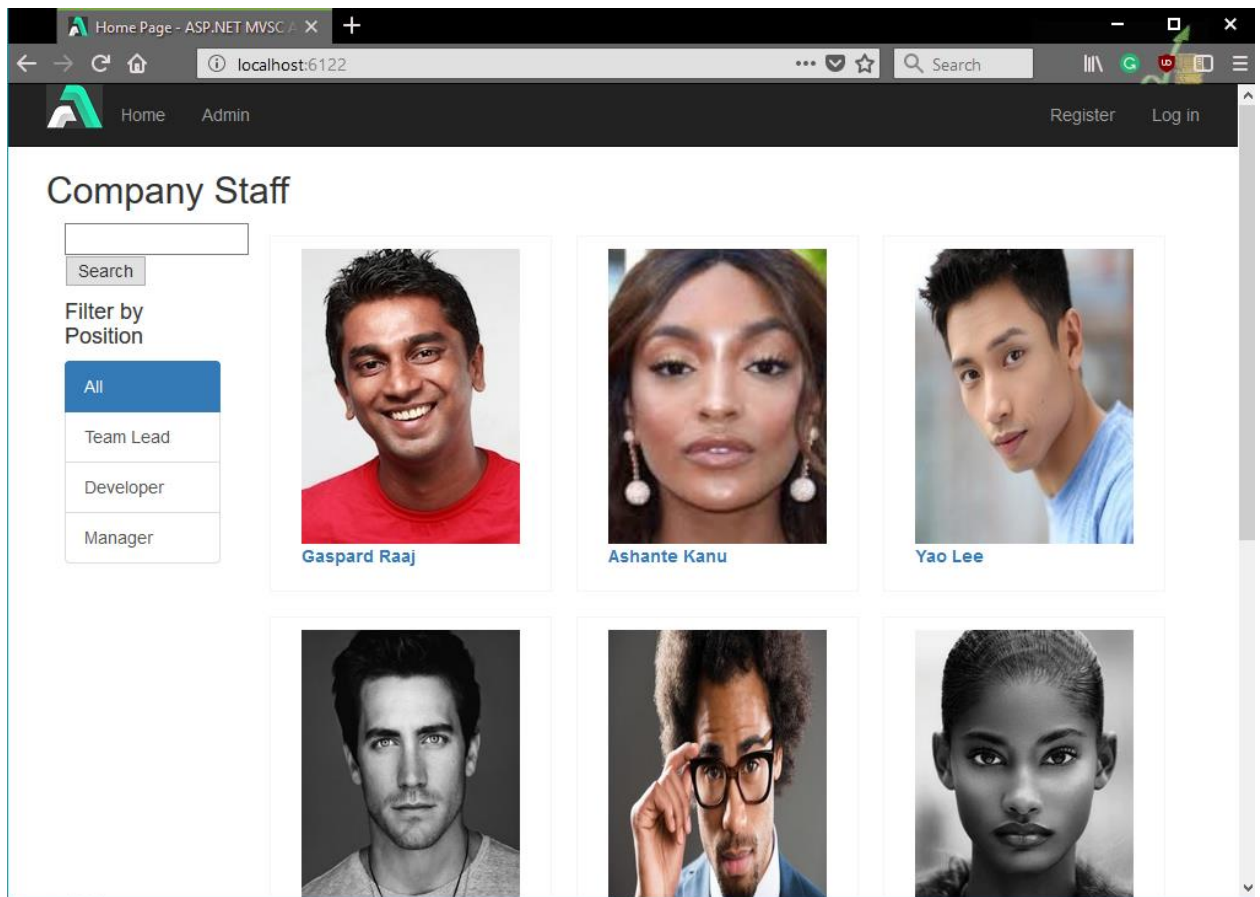 Home Page - ASP.NET MVSC A
localhost:6122
Search
Home
Admin
Register
Log in
Company Staff
Search
Filter by
Position
All
Team Lead
Developer
Manager
Gaspard Raaj
Ashante Kanu
Yao Lee